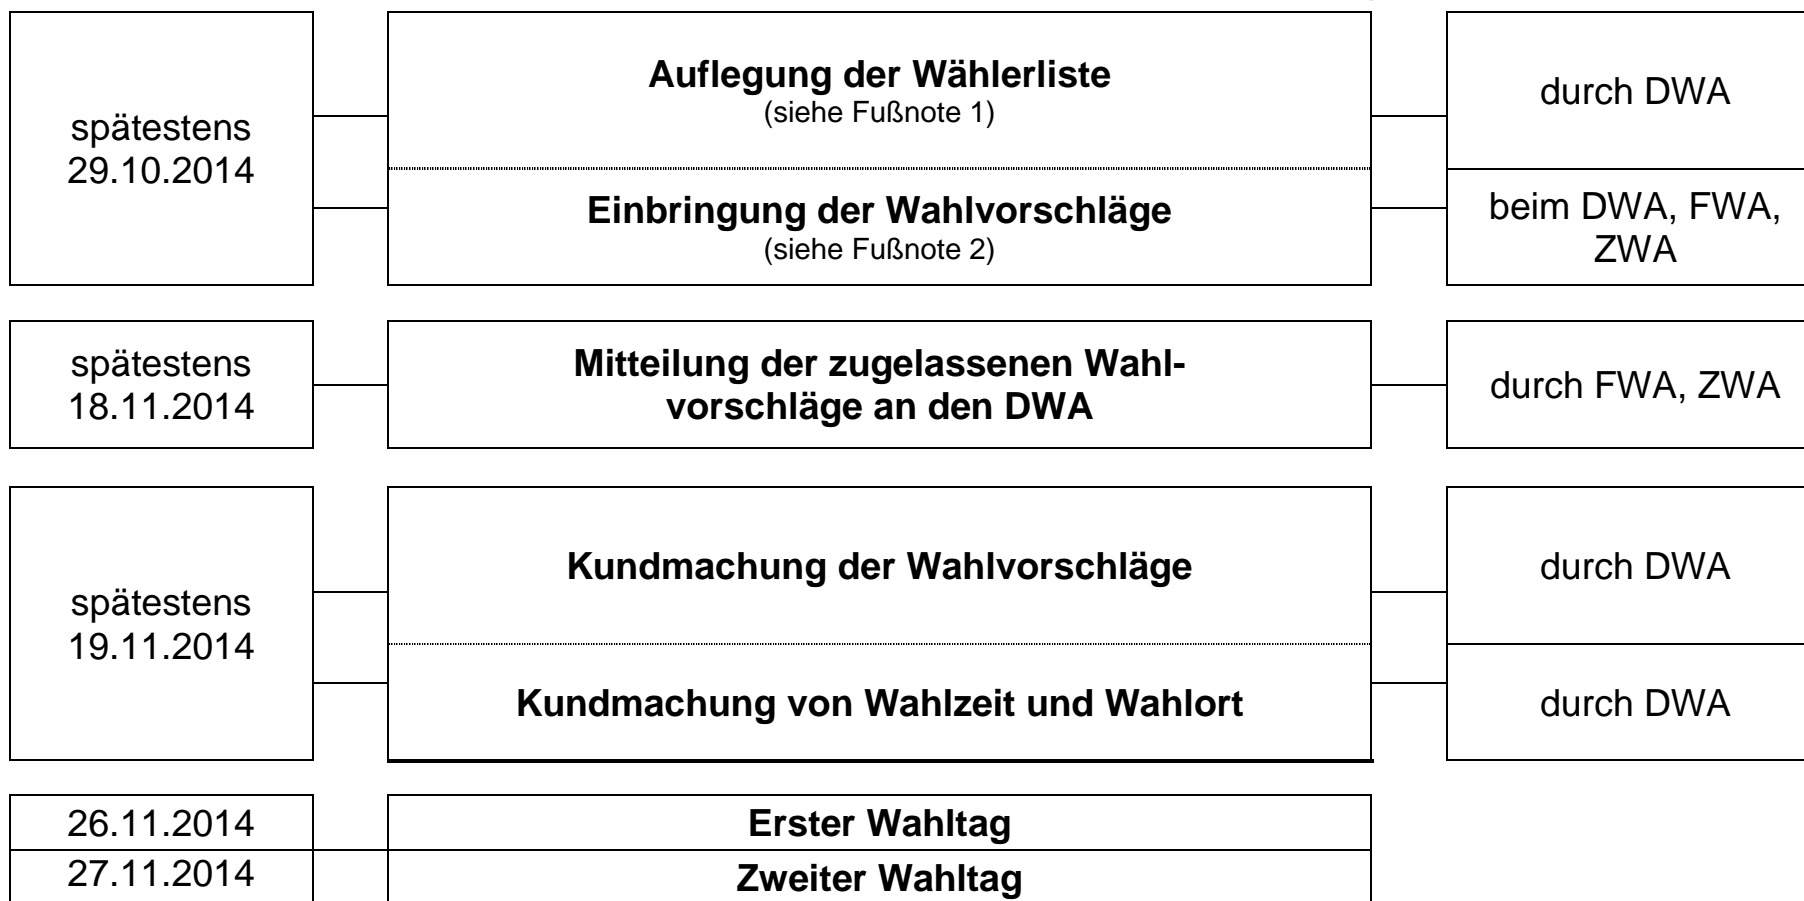 spätestens
29.10.2014
Auflegung der Wählerliste
(siehe Fußnote 1)
durch DWA
Einbringung der Wahlvorschläge
(siehe Fußnote 2)
beim DWA, FWA,
ZWA
spätestens
18.11.2014
Mitteilung der zugelassenen Wahl-
vorschläge an den DWA
durch FWA, ZWA
spätestens
19.11.2014
Kundmachung der Wahlvorschläge
durch DWA
Kundmachung von Wahlzeit und Wahlort
durch DWA
26.11.2014
Erster Wahltag
27.11.2014
Zweiter Wahltag